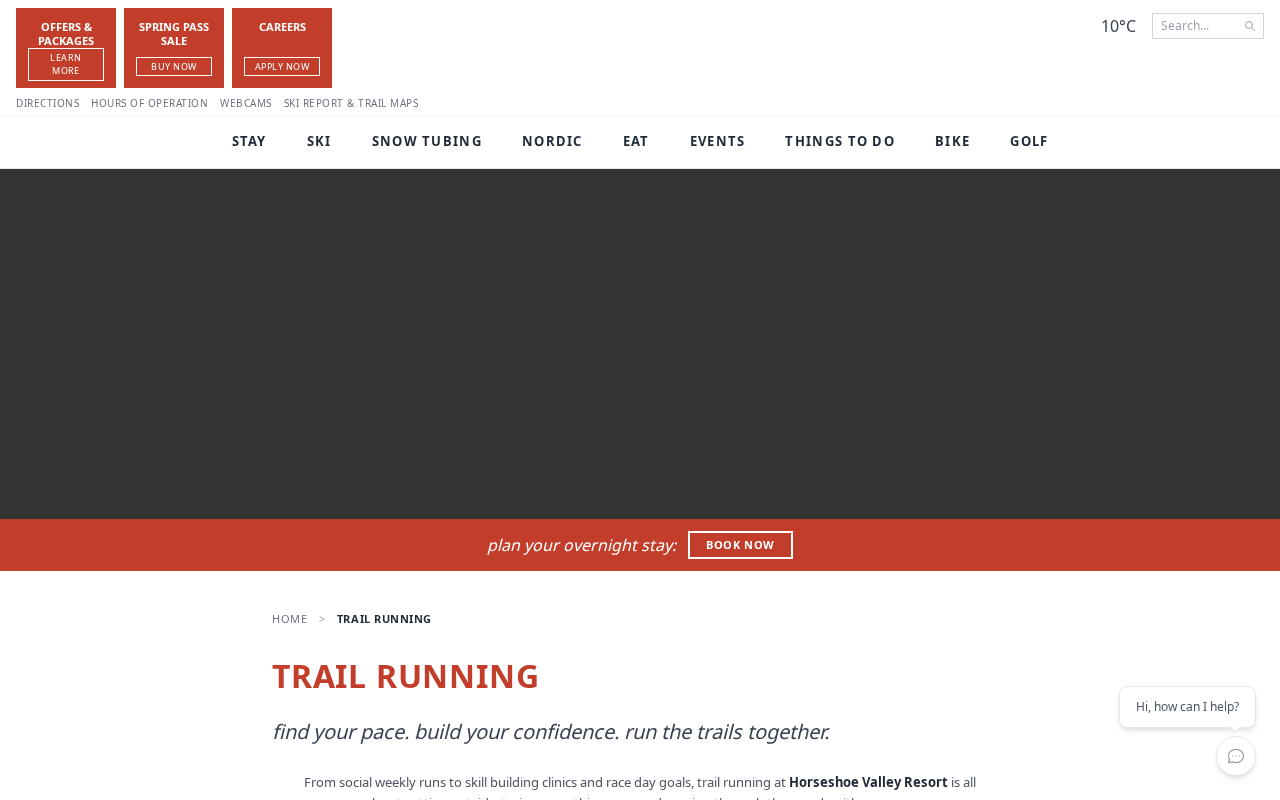 OFFERS &
PACKAGES
LEARN
MORE
SPRING PASS
SALE
BUY NOW
CAREERS
APPLY NOW
10°C
Search...
DIRECTIONS HOURS OF OPERATION WEBCAMS SKI REPORT & TRAIL MAPS
STAY SKI SNOW TUBING NORDIC EAT EVENTS THINGS TO DO BIKE GOLF
plan your overnight stay: BOOK NOW
HOME > TRAIL RUNNING
TRAIL RUNNING
find your pace. build your confidence. run the trails together.
Hi, how can I help?
From social weekly runs to skill building clinics and race day goals, trail running at Horseshoe Valley Resort is all